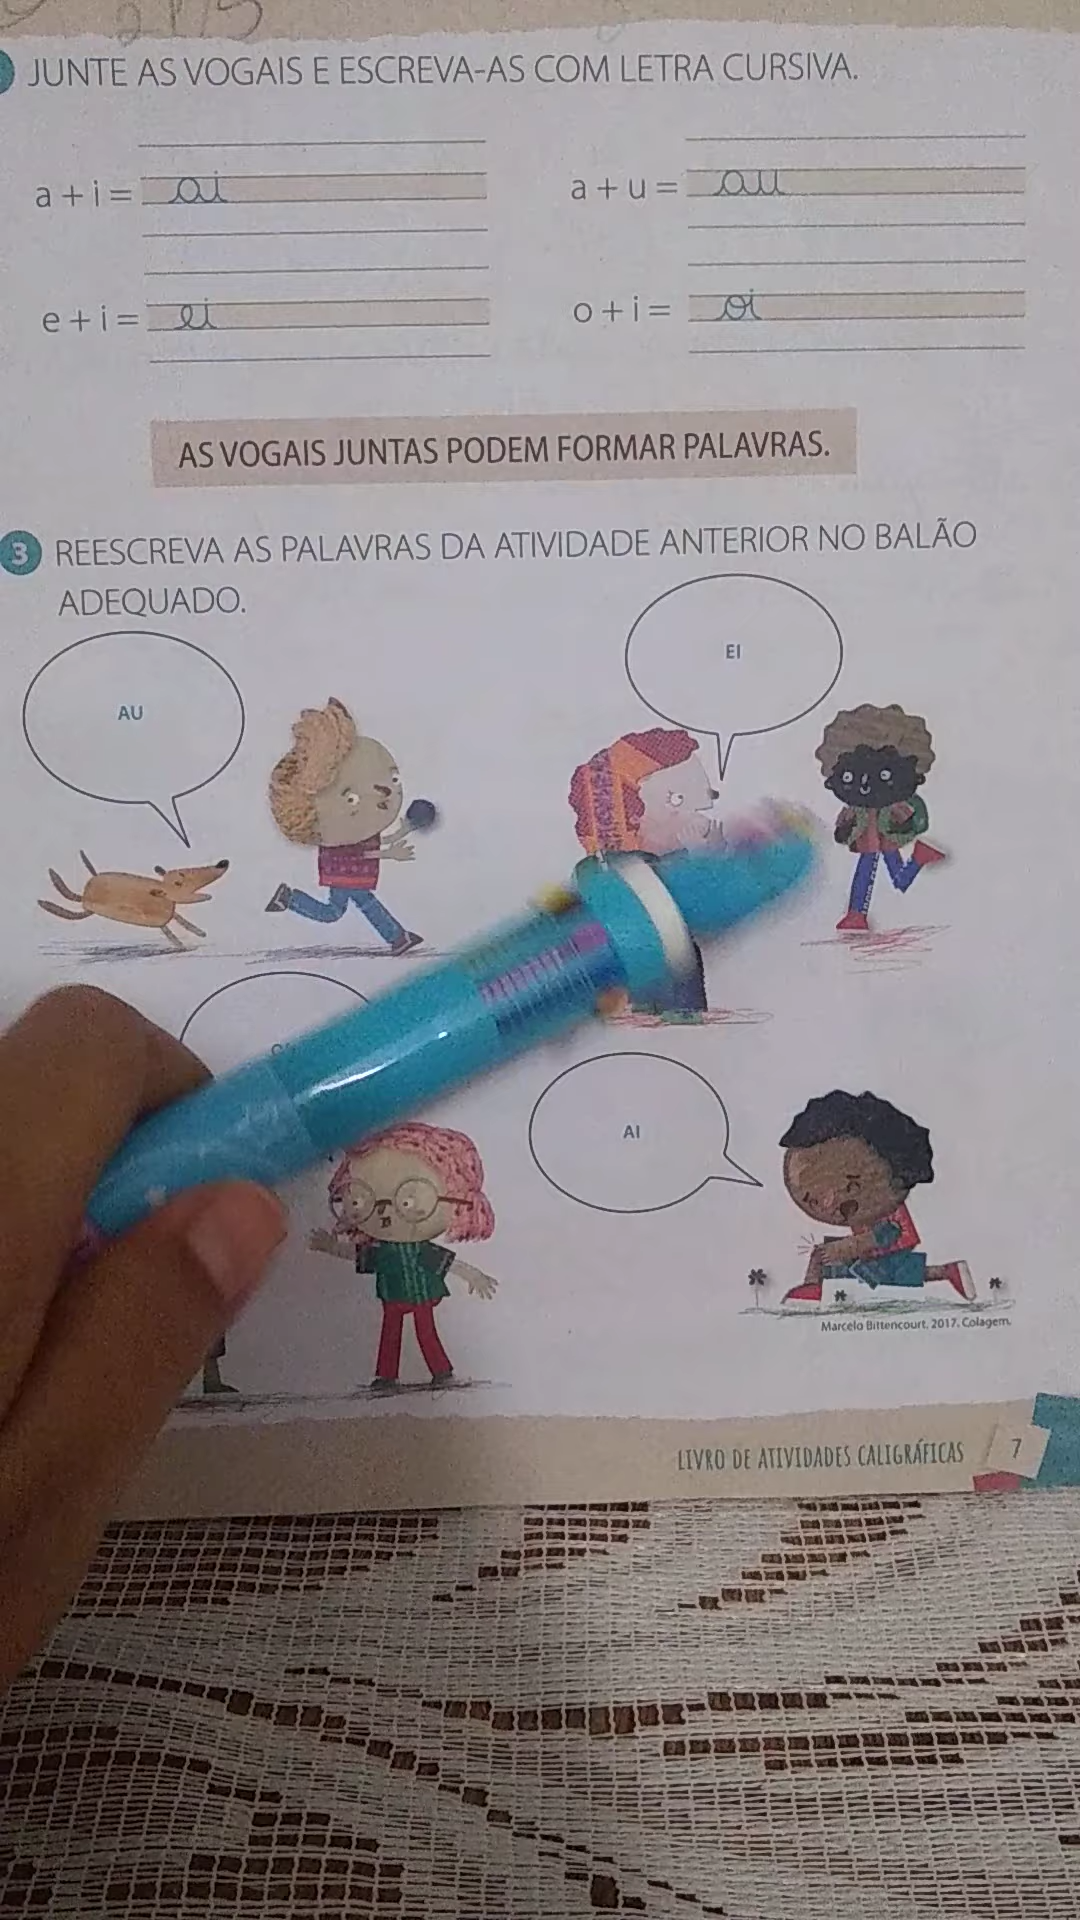 JUNTE AS VOGAIS E ESCREVA-AS COM LETRA CURSIVA.
a + i = ai
a + u = au
e + i = ei
o + i = oi
AS VOGAIS JUNTAS PODEM FORMAR PALAVRAS.
3 REESCREVA AS PALAVRAS DA ATIVIDADE ANTERIOR NO BALÃO
ADEQUADO.
EI
AU
AI
Marcelo Bittencourt. 2017. Colagem.
LIVRO DE ATIVIDADES CALIGRÁFICAS 7